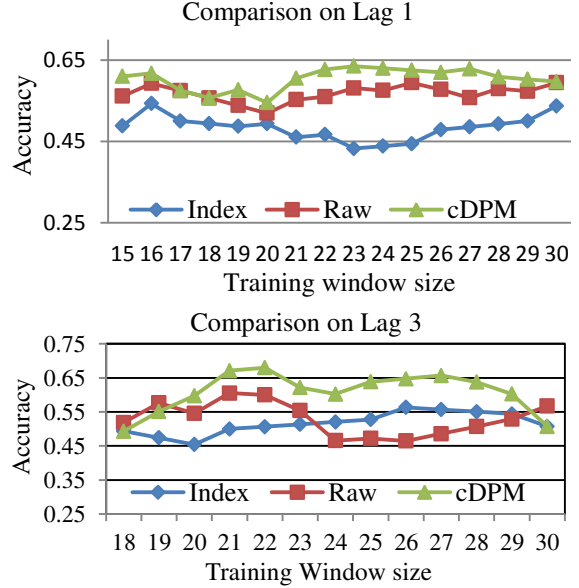 Comparison on Lag 1
0.65
0.45
0.25
Accuracy
Index Raw cDPM
15 16 17 18 19 20 21 22 23 24 25 26 27 28 29 30
Training window size
Comparison on Lag 3
0.75
0.65
0.55
0.45
0.35
0.25
Accuracy
Index Raw cDPM
18 19 20 21 22 23 24 25 26 27 28 29 30
Training Window size